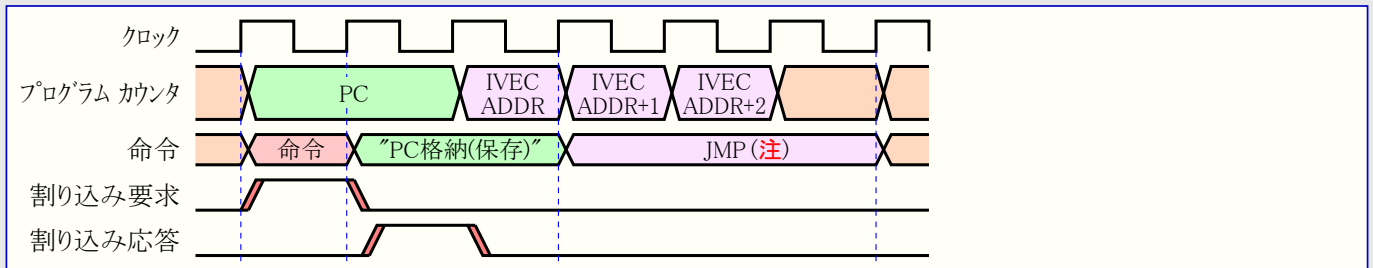 クロック
プログラム カウンタ
PC
IVEC ADDR
IVEC ADDR+1
IVEC ADDR+2
命令
命令
"PC格納(保存)"
JMP (注)
割り込み要求
割り込み応答